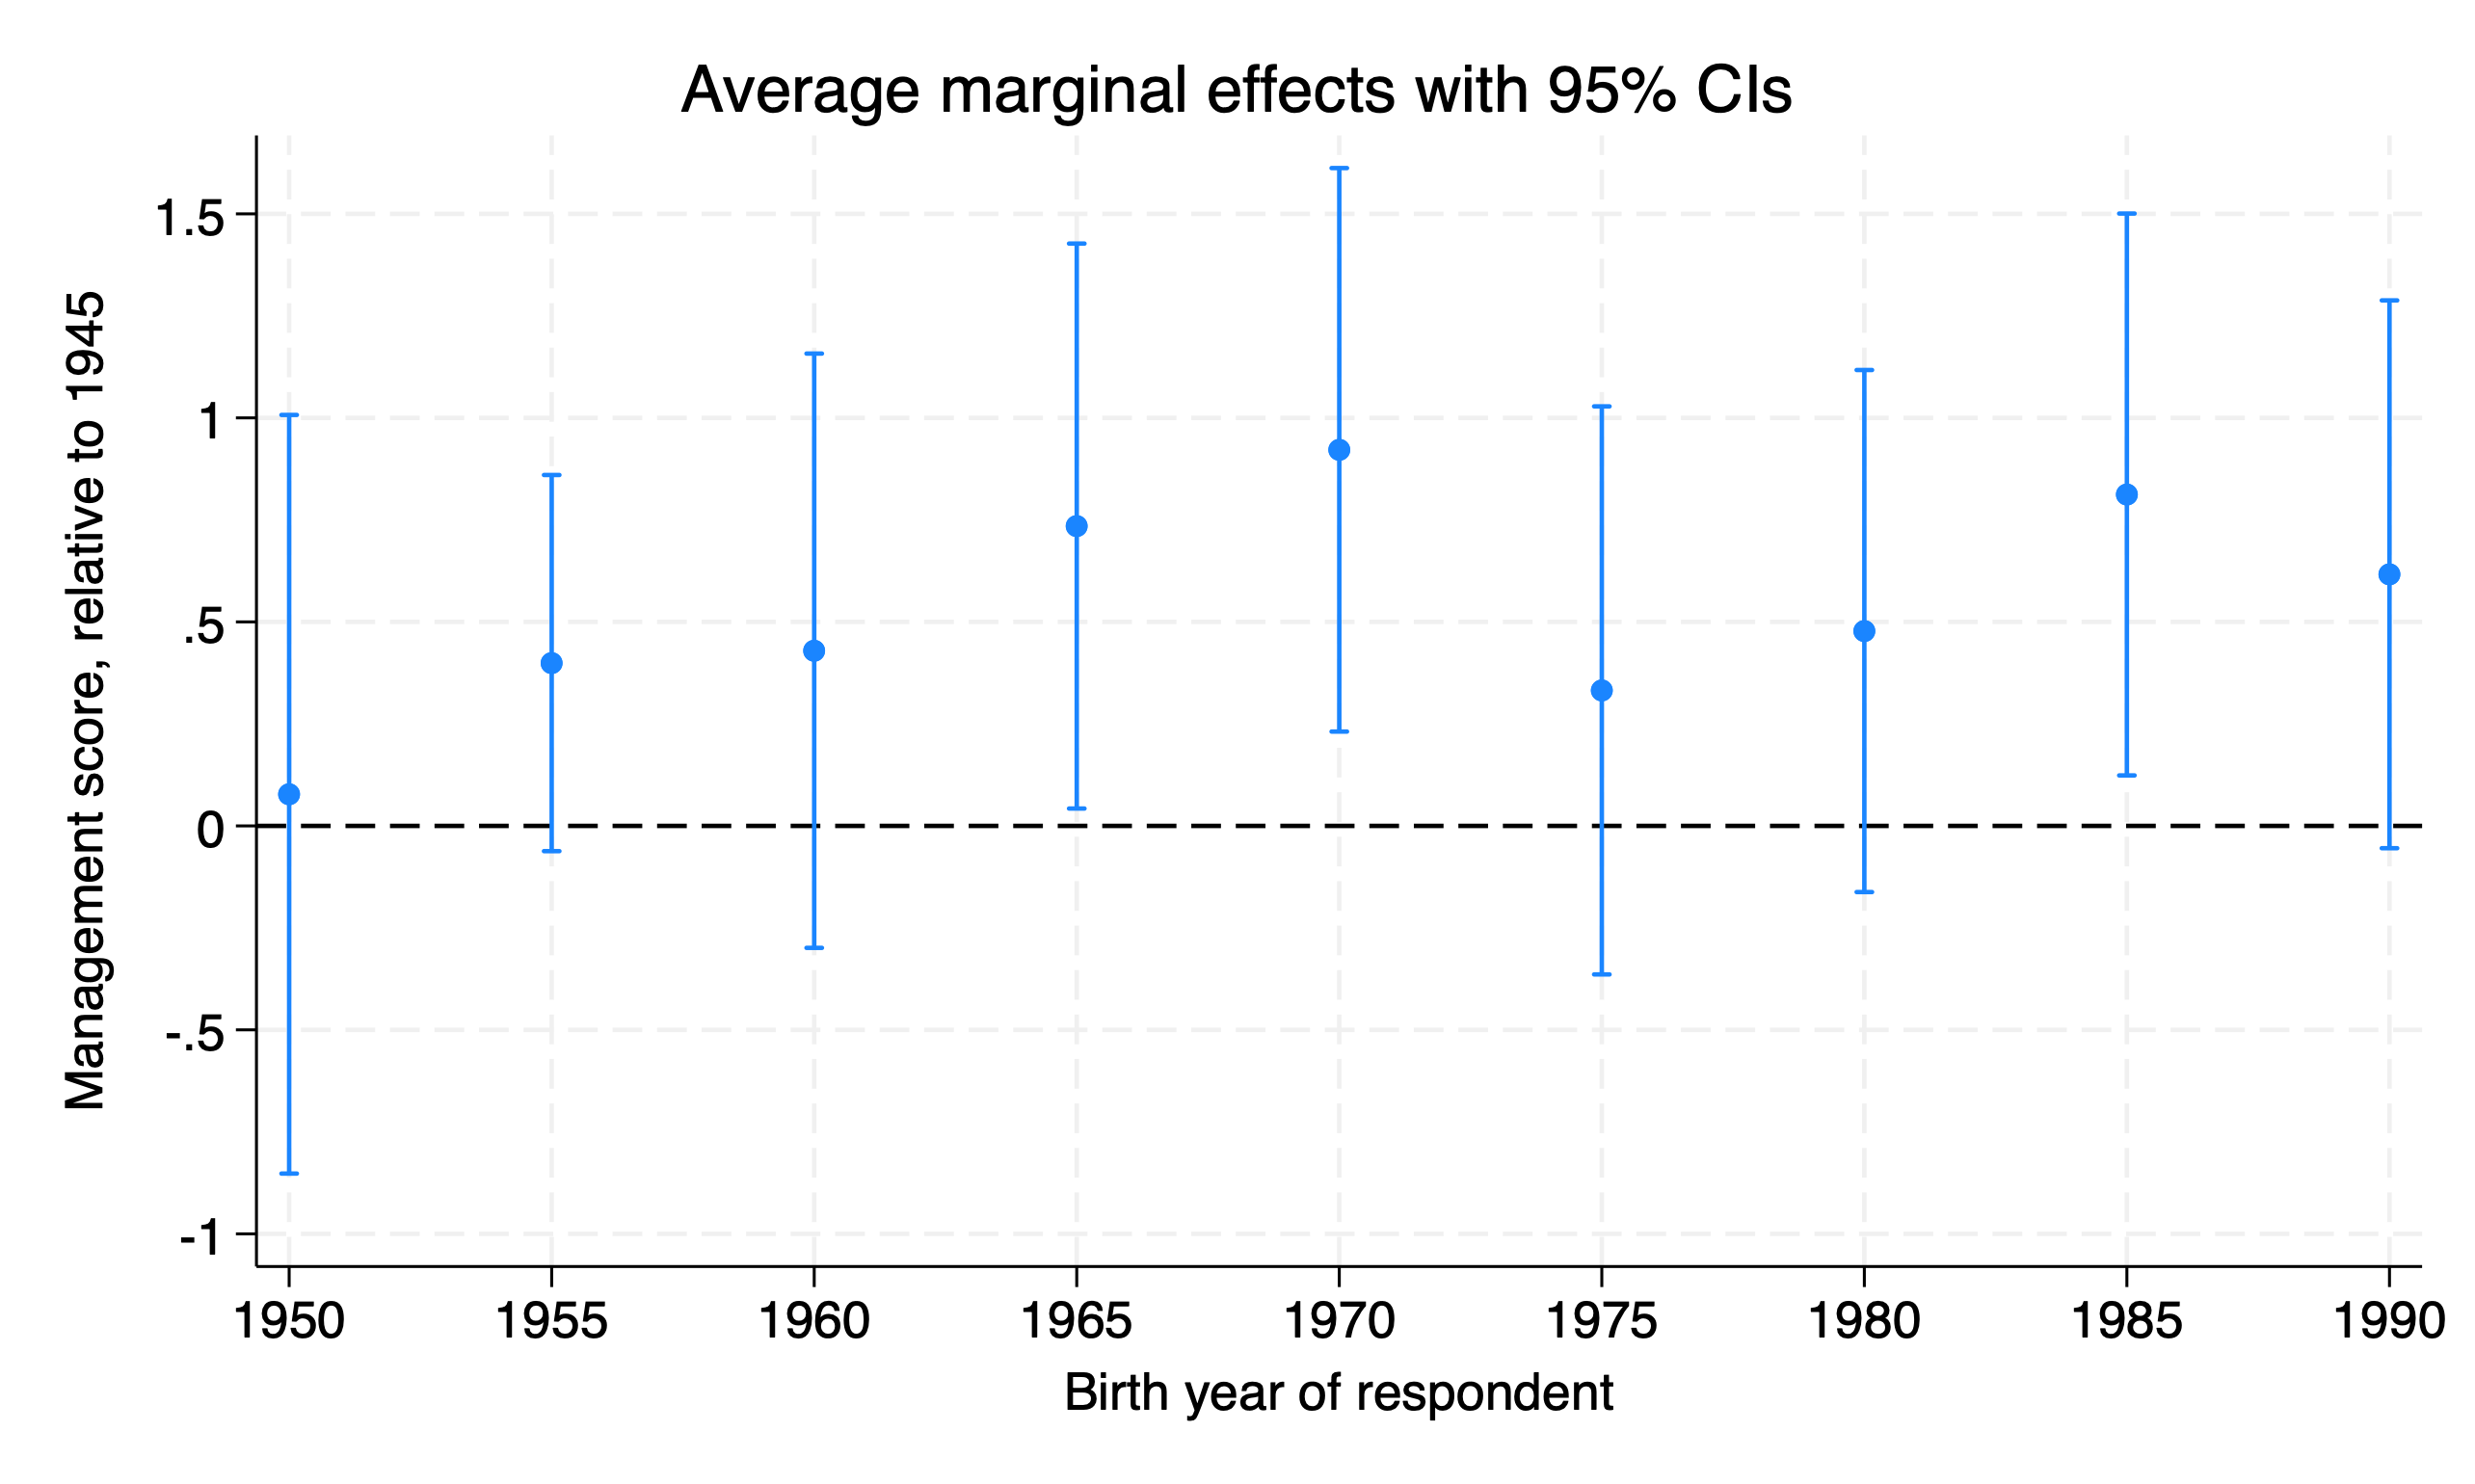 Average marginal effects with 95% CIs
Management score, relative to 1945
1.5
1
.5
0
-.5
-1
1950 1955 1960 1965 1970 1975 1980 1985 1990
Birth year of respondent